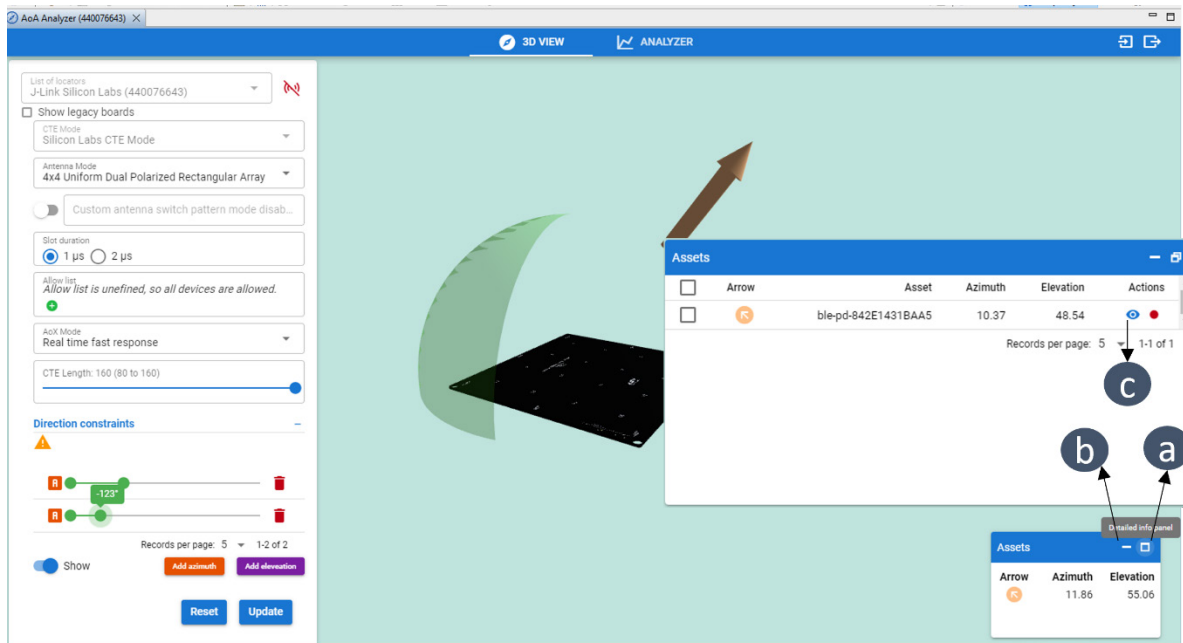 AoA Analyzer (440076643)
3D VIEW
ANALYZER
List of locators
J-Link Silicon Labs (440076643)
Show legacy boards
CTE Mode
Silicon Labs CTE Mode
Antenna Mode
4x4 Uniform Dual Polarized Rectangular Array
Custom antenna switch pattern mode disab...
Slot duration
1 µs 2 µs
Allow list
Allow list is unefined, so all devices are allowed.
AoX Mode
Real time fast response
CTE Length: 160 (80 to 160)
Direction constraints
A
-123°
A
Records per page: 5 1-2 of 2
Show
Add azimuth
Add eleveation
Reset
Update
Assets
Arrow Asset Azimuth Elevation Actions
ble-pd-842E1431BAA5 10.37 48.54
Records per page: 5 1-1 of 1
c
b
a
Detailed info panel
Assets
Arrow Azimuth Elevation
11.86 55.06